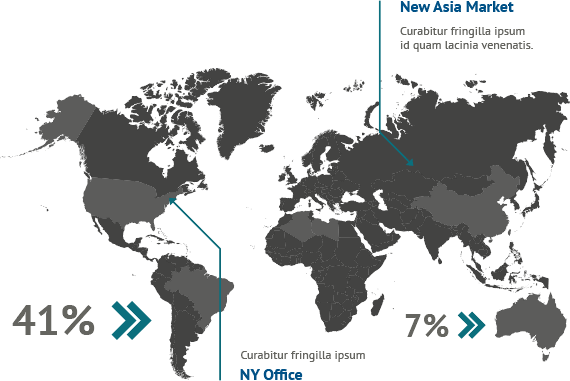 New Asia Market
Curabitur fringilla ipsum
id quam lacinia venenatis.
41%
7%
Curabitur fringilla ipsum
NY Office